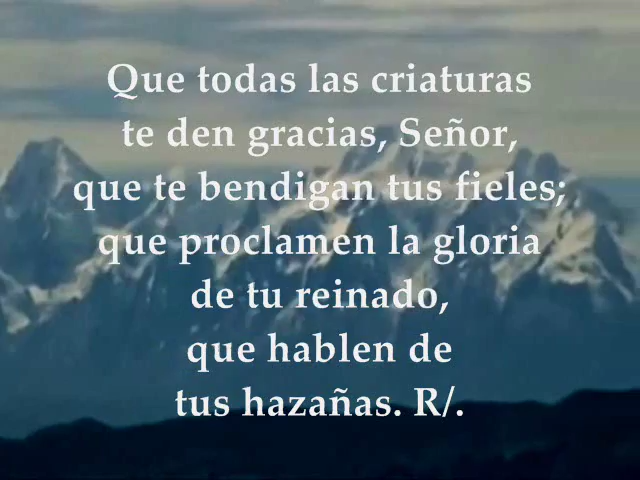 Que todas las criaturas
te den gracias, Señor,
que te bendigan tus fieles;
que proclamen la gloria
de tu reinado,
que hablen de
tus hazañas. R/.